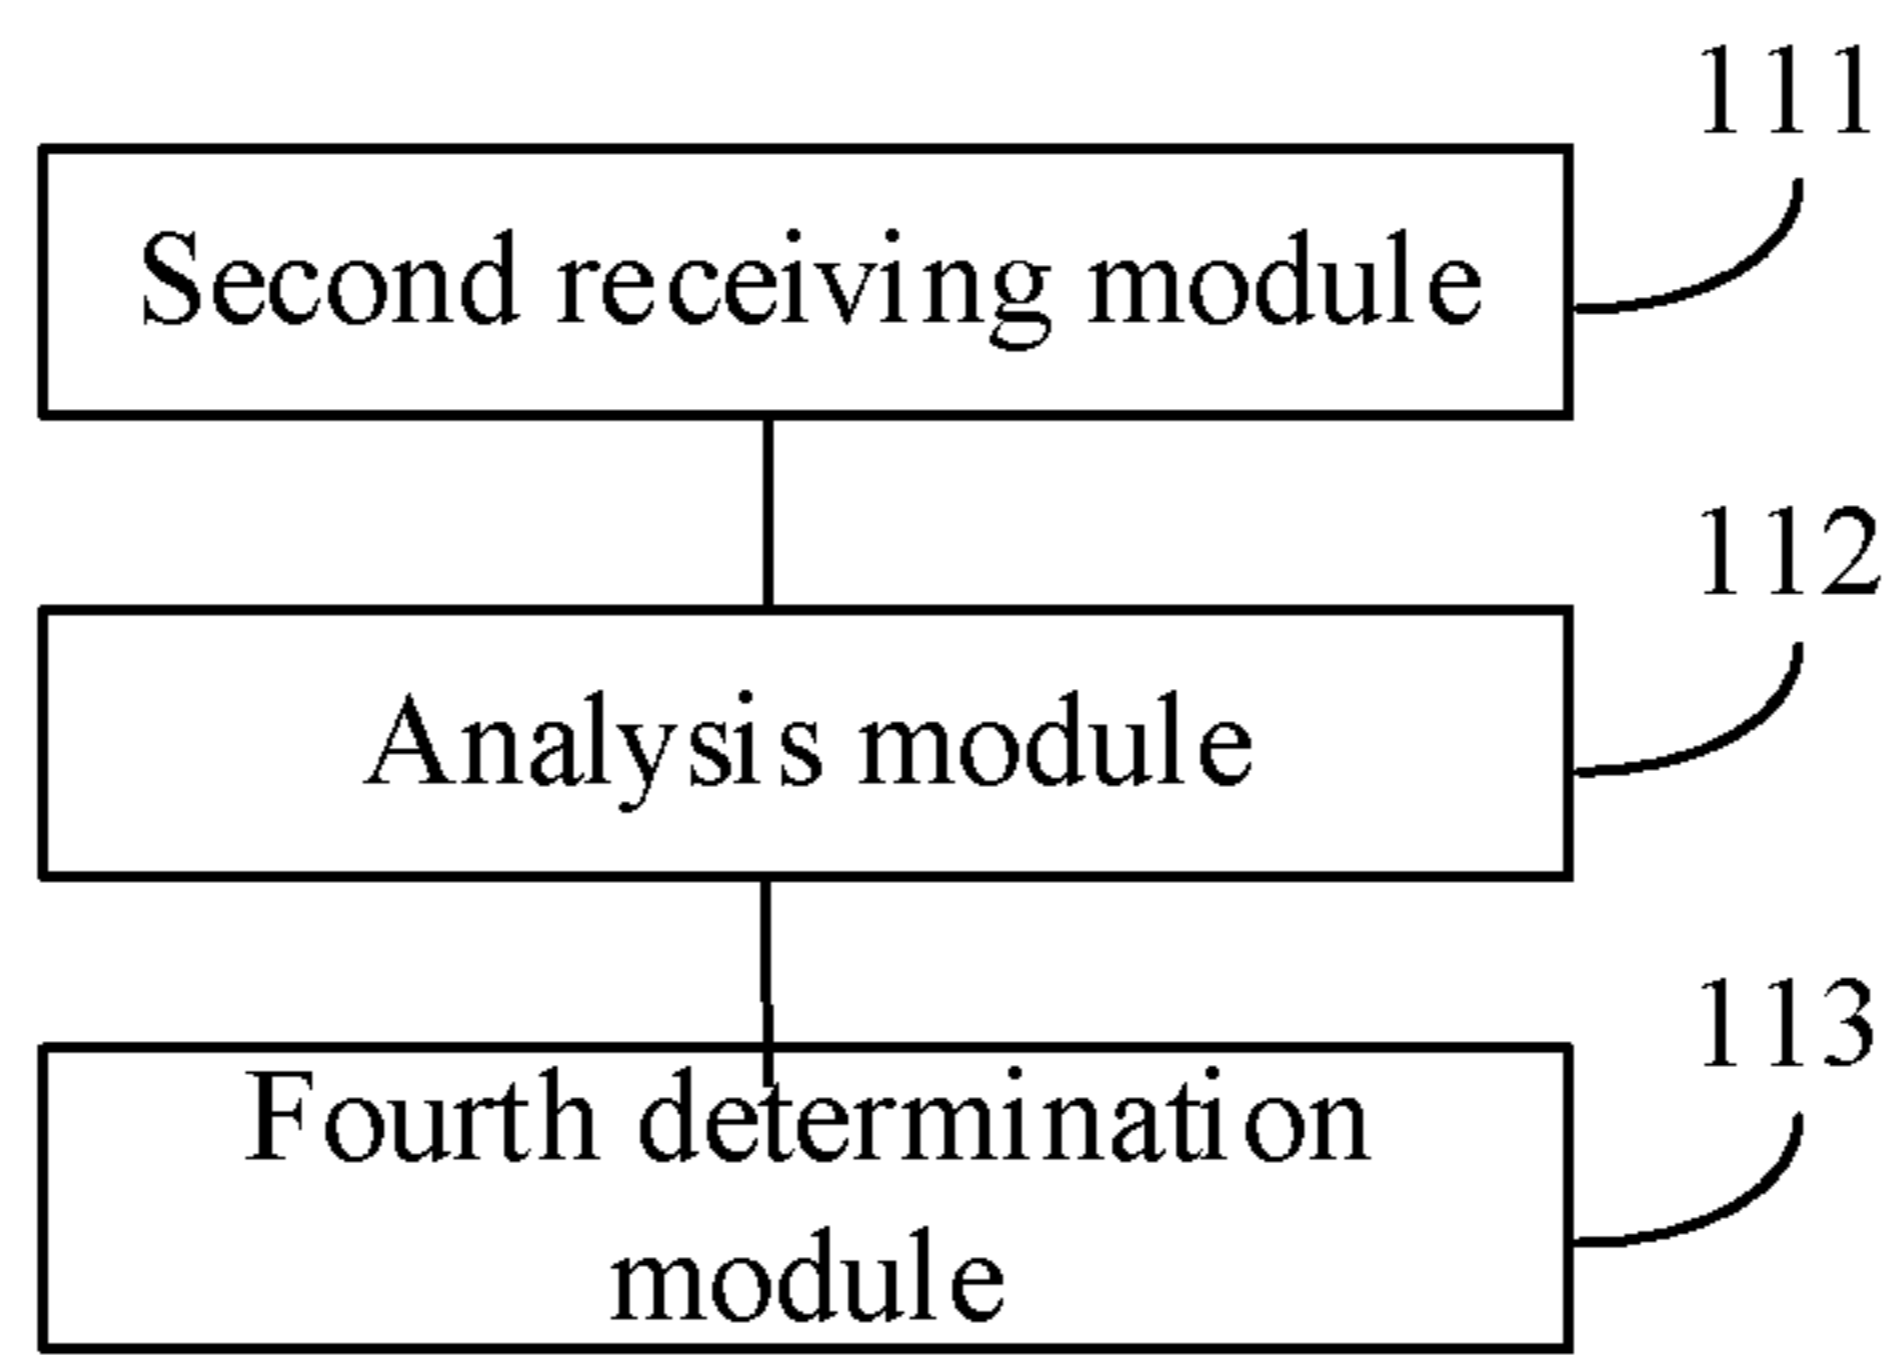 111
Second receiving module
112
Analysis module
113
Fourth determination
module